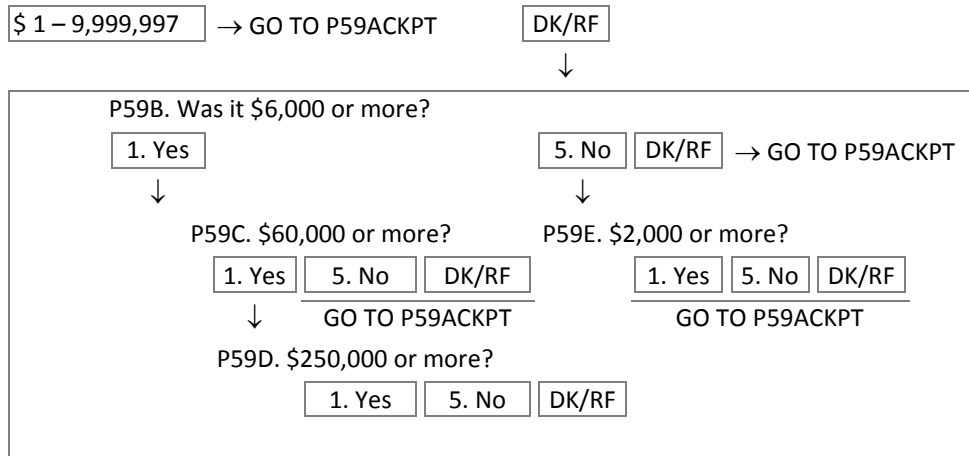 $ 1 – 9,999,997 → GO TO P59ACKPT DK/RF
↓
P59B. Was it $6,000 or more?
1. Yes 5. No DK/RF → GO TO P59ACKPT
↓ ↓
P59C. $60,000 or more? P59E. $2,000 or more?
1. Yes 5. No DK/RF 1. Yes 5. No DK/RF
↓ GO TO P59ACKPT GO TO P59ACKPT
P59D. $250,000 or more?
1. Yes 5. No DK/RF